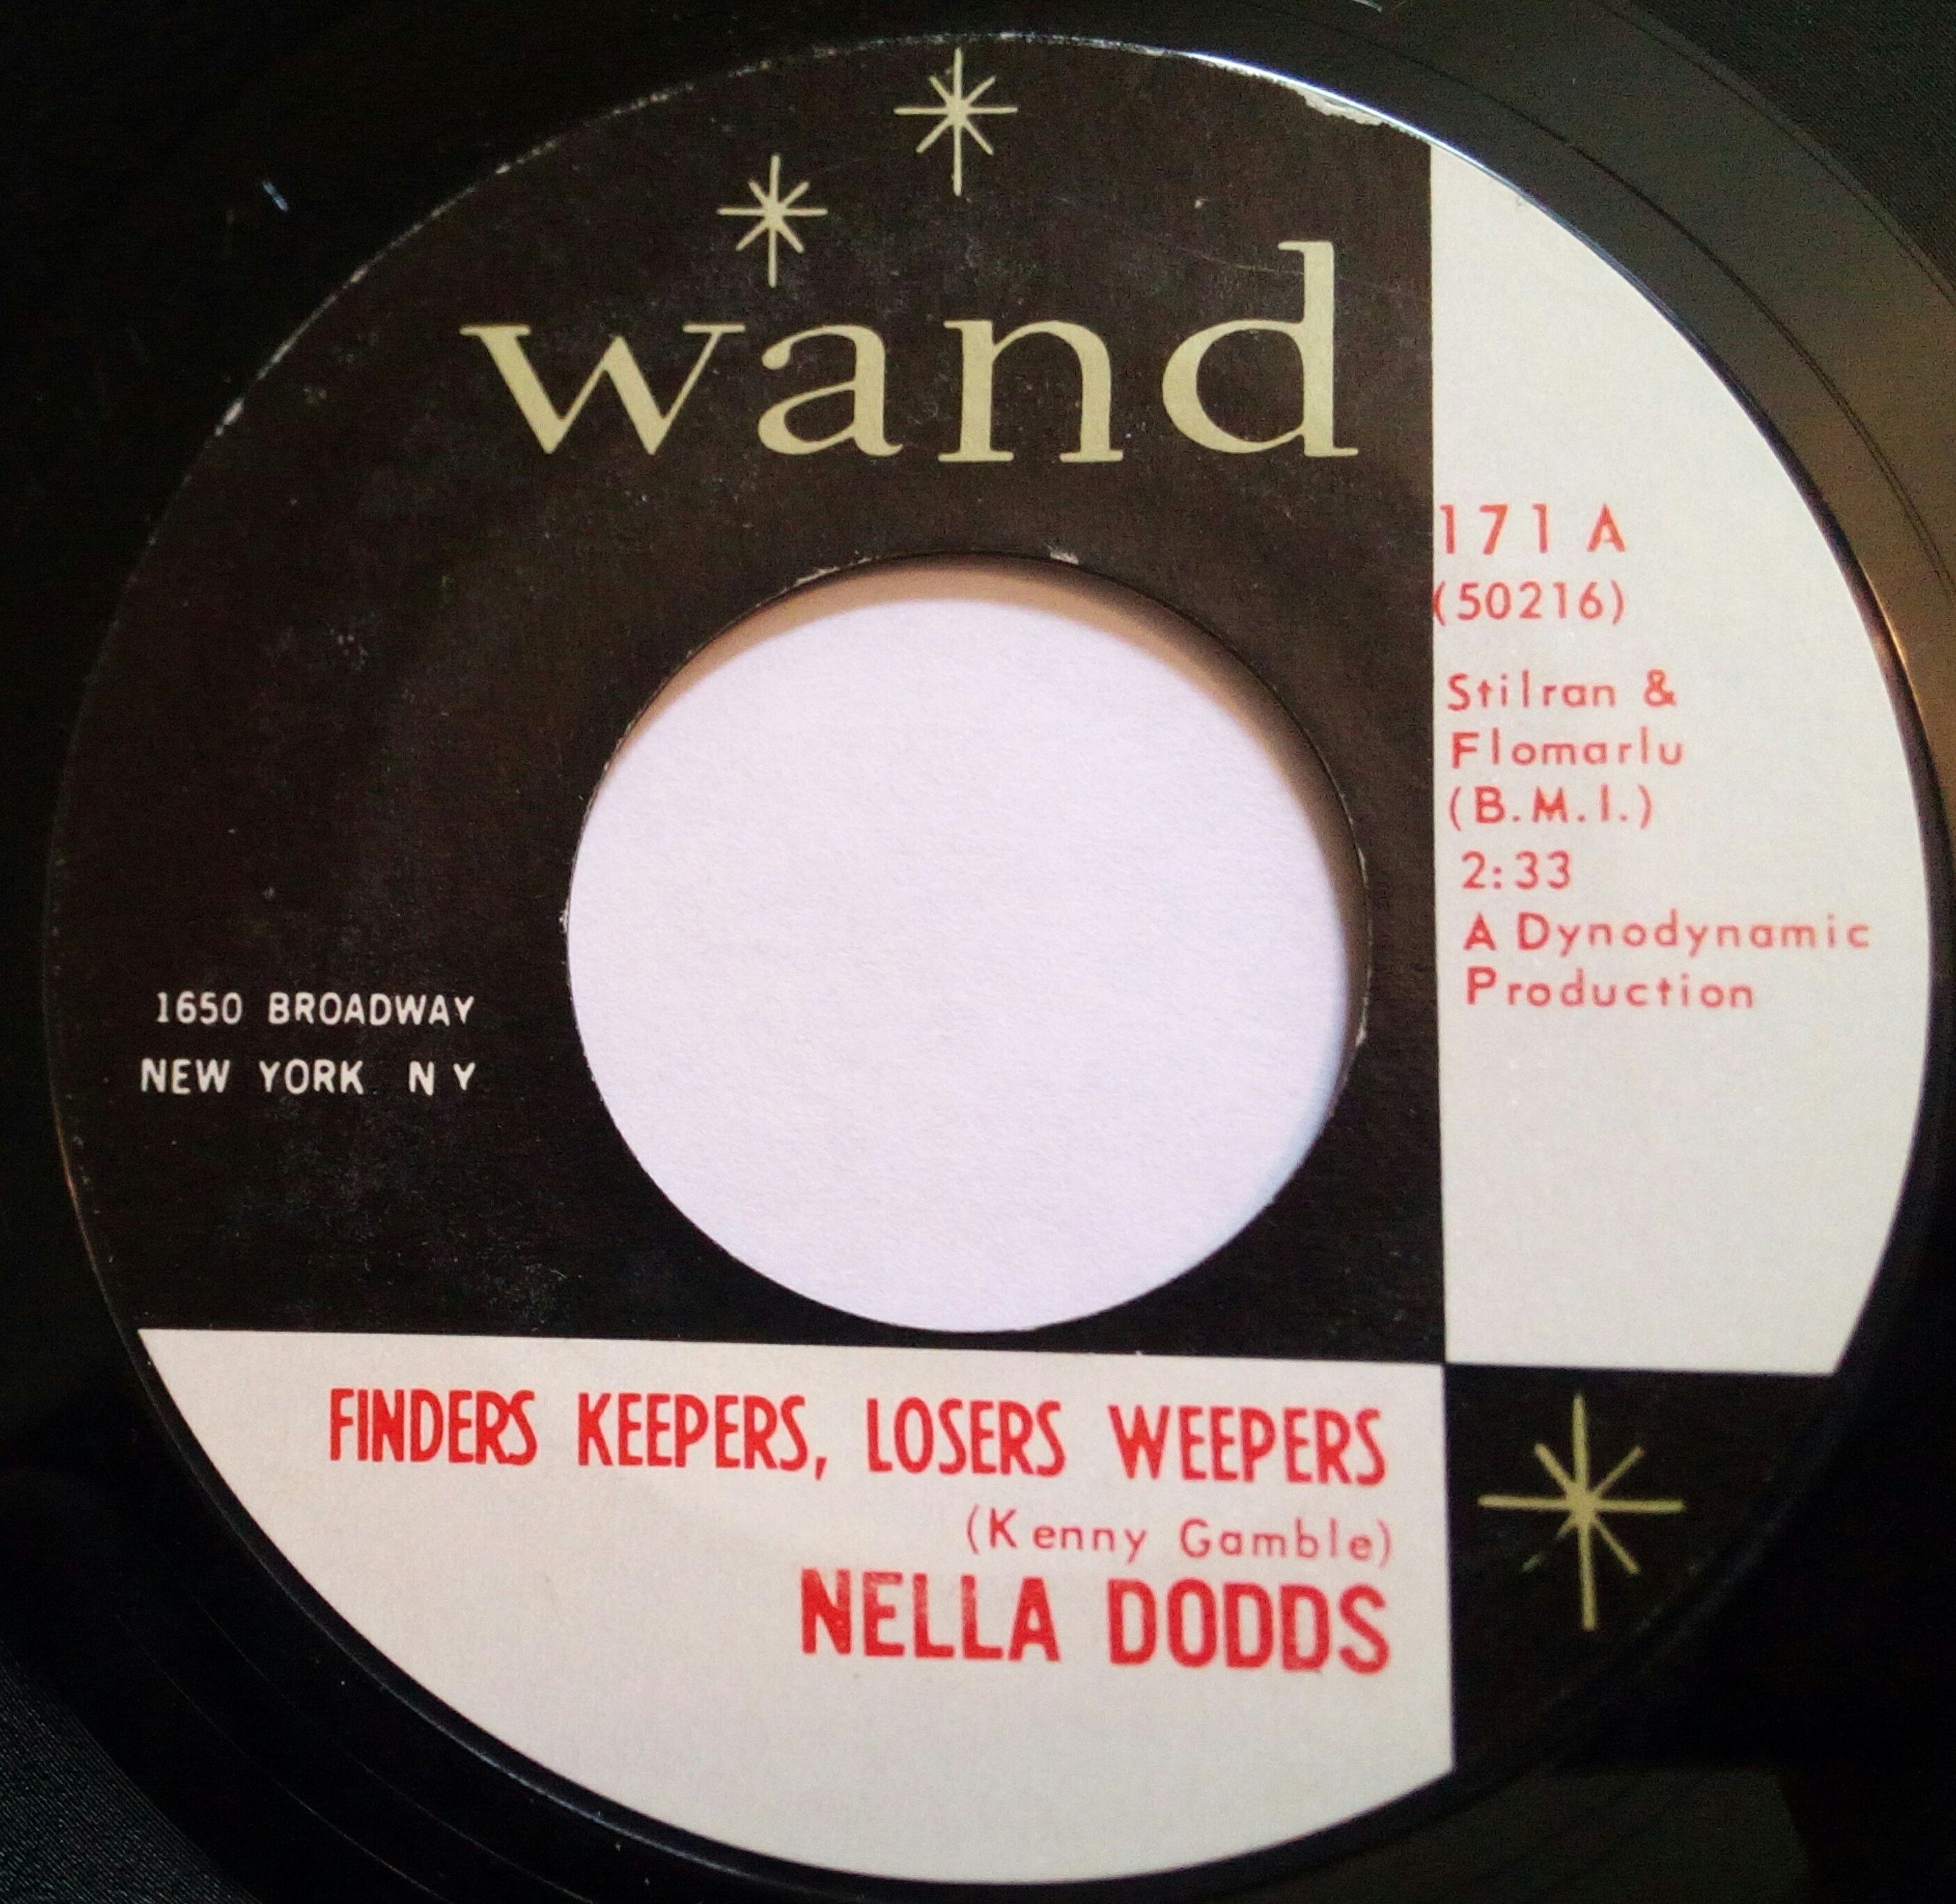 wand
171 A
(50216)
Stilran &
Flomarlu
(B.M.I.)
2:33
A Dynodynamic
Production
1650 BROADWAY
NEW YORK N Y
FINDERS KEEPERS, LOSERS WEEPERS
(Kenny Gamble)
NELLA DODDS